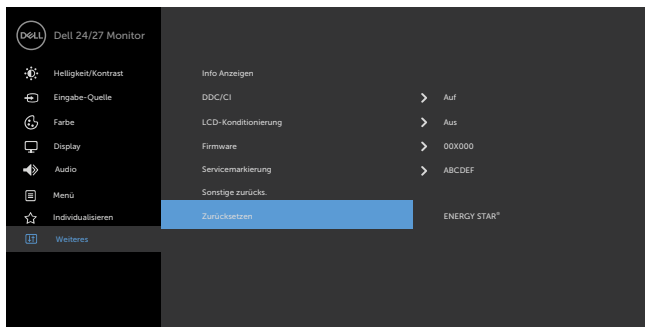 DELL Dell 24/27 Monitor
Helligkeit/Kontrast Info Anzeigen
Eingabe-Quelle DDC/CI Auf
Farbe LCD-Konditionierung Aus
Display Firmware 00X000
Audio Servicemarkierung ABCDEF
Menü Sonstige zurücks.
Individualisieren Zurücksetzen ENERGY STAR®
Weiteres